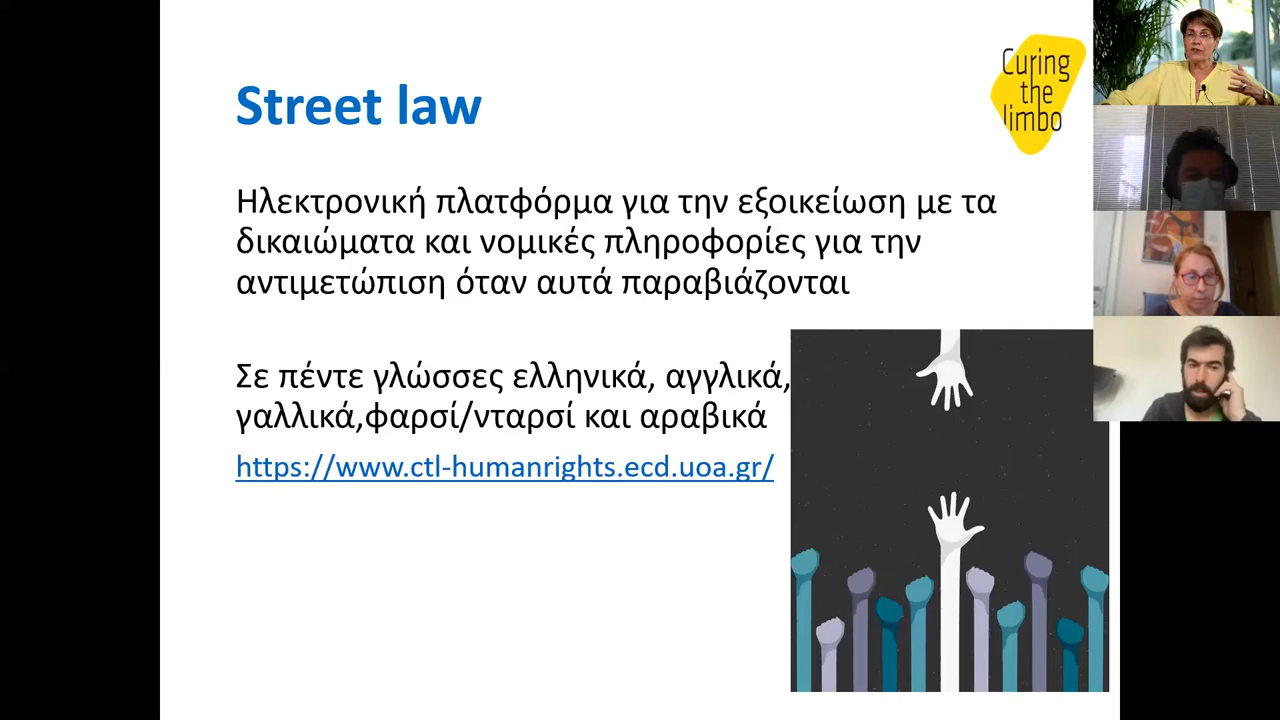 Street law
Curing
the
limbo
Ηλεκτρονική πλατφόρμα για την εξοικείωση με τα
δικαιώματα και νομικές πληροφορίες για την
αντιμετώπιση όταν αυτά παραβιάζονται
Σε πέντε γλώσσες ελληνικά, αγγλικά,
γαλλικά,φαρσί/νταρσί και αραβικά
https://www.ctl-humanrights.ecd.uoa.gr/